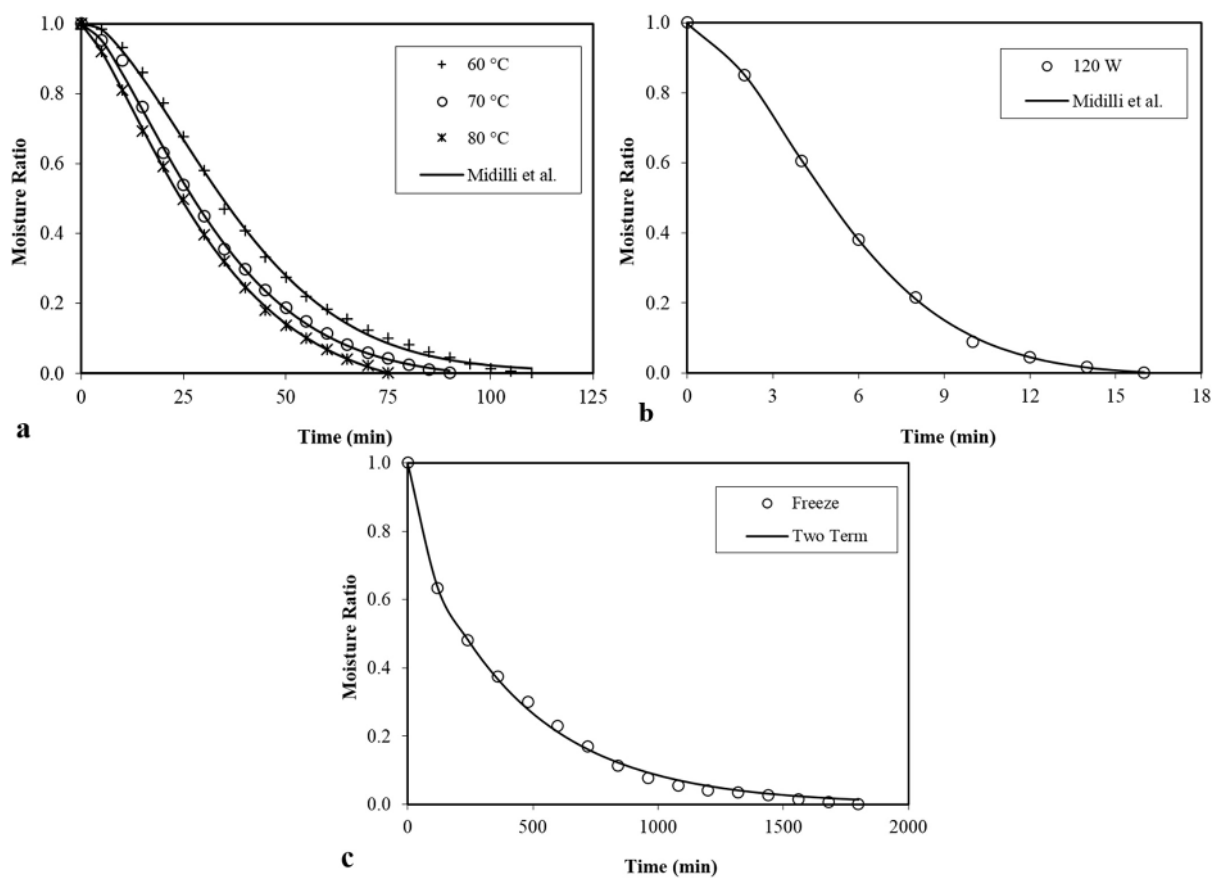 1.0
0.8
0.6
0.4
0.2
0.0
Moisture Ratio
60 °C
70 °C
80 °C
Midilli et al.
0 25 50 75 100 125
Time (min)
a
1.0
0.8
0.6
0.4
0.2
0.0
Moisture Ratio
120 W
Midilli et al.
0 3 6 9 12 15 18
Time (min)
b
1.0
0.8
0.6
0.4
0.2
0.0
Moisture Ratio
Freeze
Two Term
0 500 1000 1500 2000
Time (min)
c